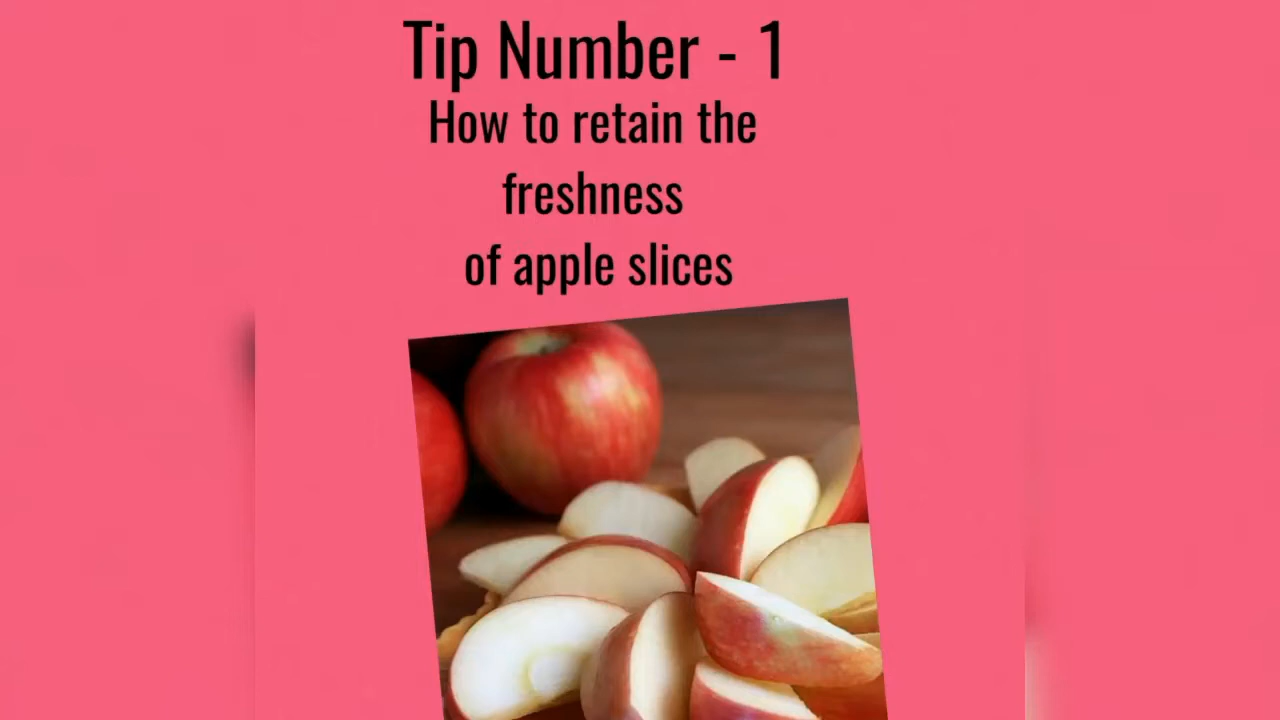 Tip Number - 1
How to retain the
freshness
of apple slices